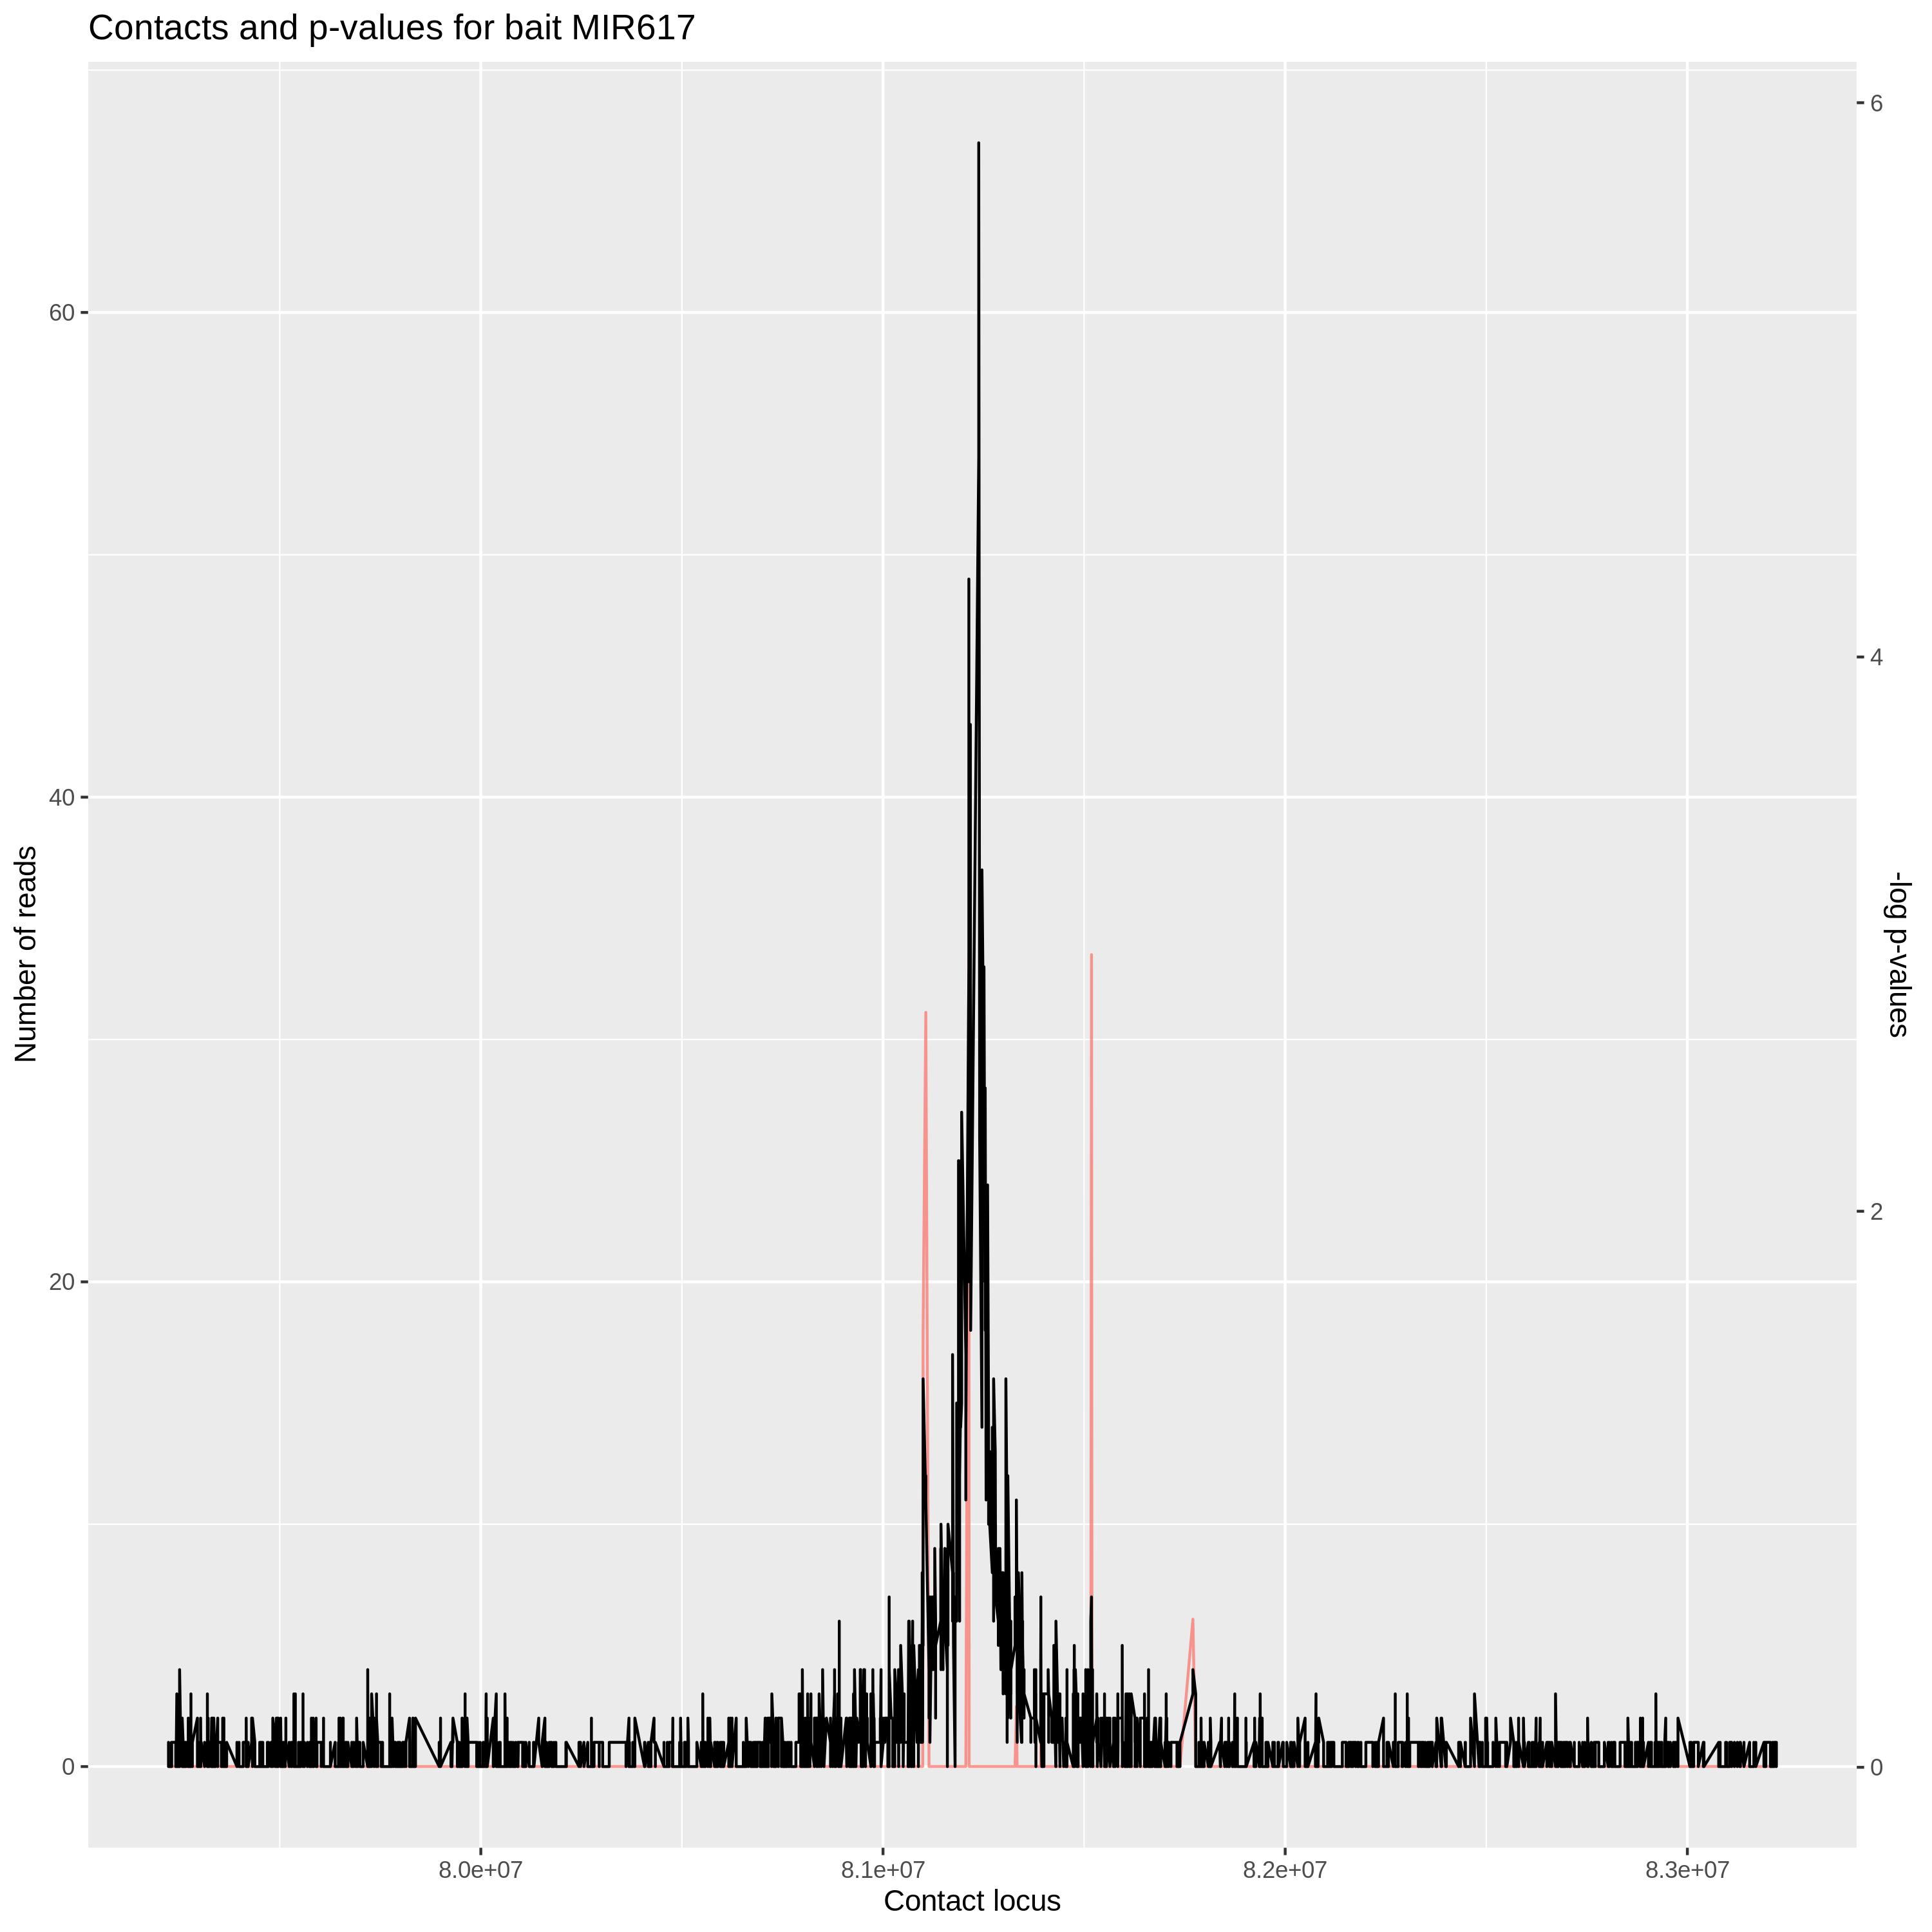 Contacts and p-values for bait MIR617
60
40
20
0
6
4
2
0
Number of reads
-log p-values
8.0e+07
8.1e+07
8.2e+07
8.3e+07
Contact locus